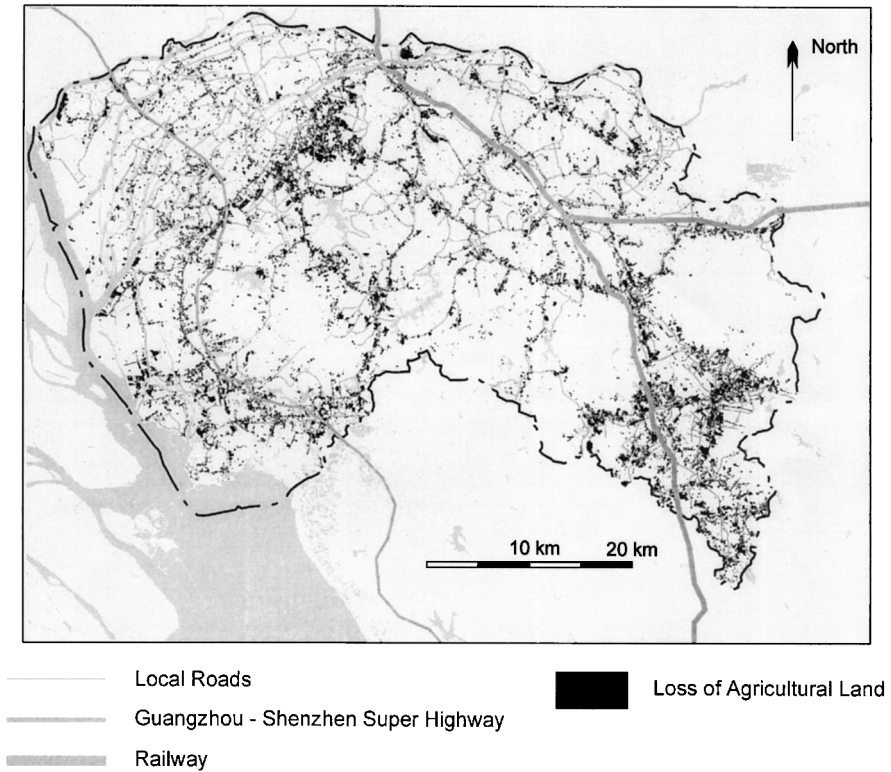 North
10 km
20 km
Local Roads
Loss of Agricultural Land
Guangzhou - Shenzhen Super Highway
Railway